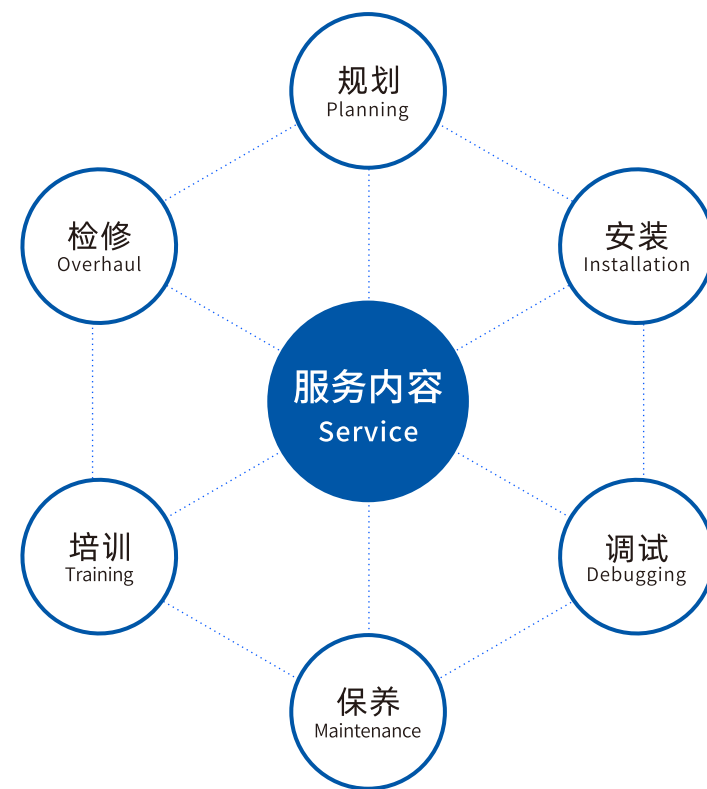 规划
Planning
检修
Overhaul
安装
Installation
服务内容
Service
培训
Training
调试
Debugging
保养
Maintenance